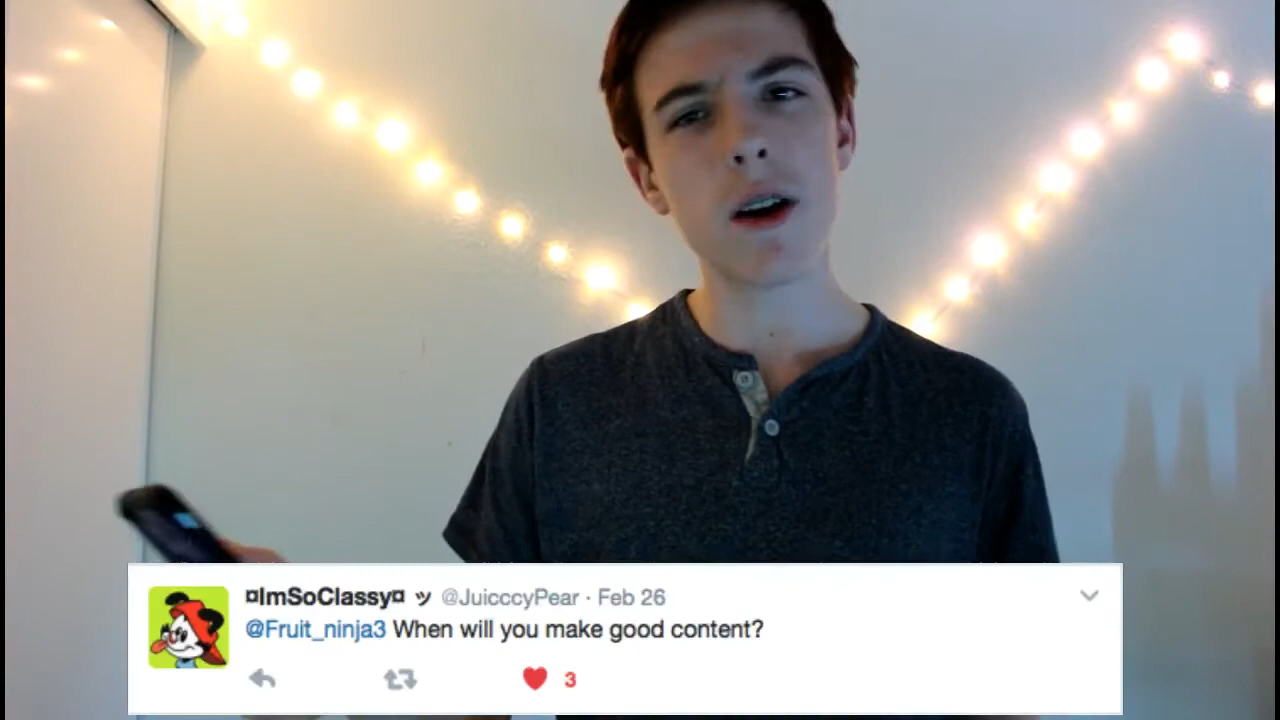 ¤ImSoClassy¤ ッ @JuicccyPear · Feb 26
@Fruit_ninja3 When will you make good content?
3